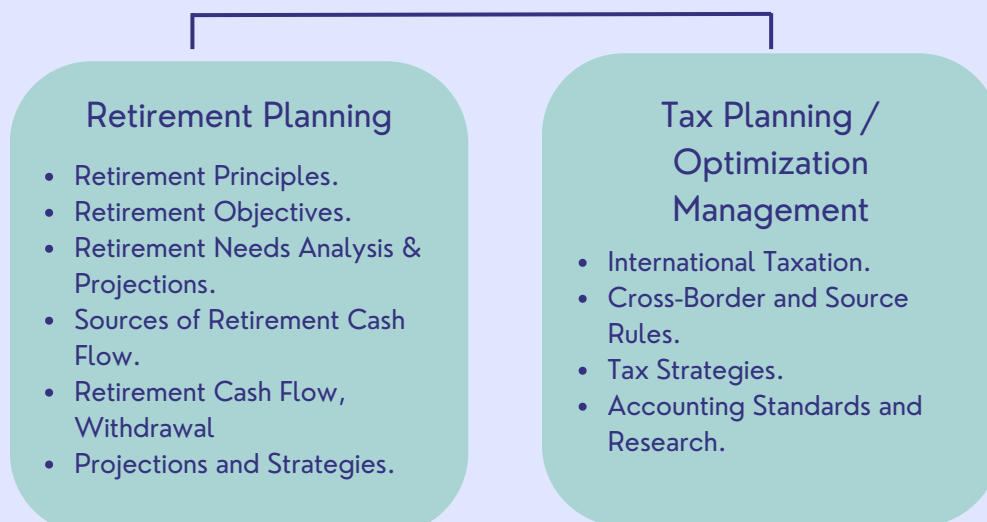 Retirement Planning
• Retirement Principles.
• Retirement Objectives.
• Retirement Needs Analysis &
Projections.
• Sources of Retirement Cash
Flow.
• Retirement Cash Flow,
Withdrawal
• Projections and Strategies.
Tax Planning /
Optimization
Management
• International Taxation.
• Cross-Border and Source
Rules.
• Tax Strategies.
• Accounting Standards and
Research.